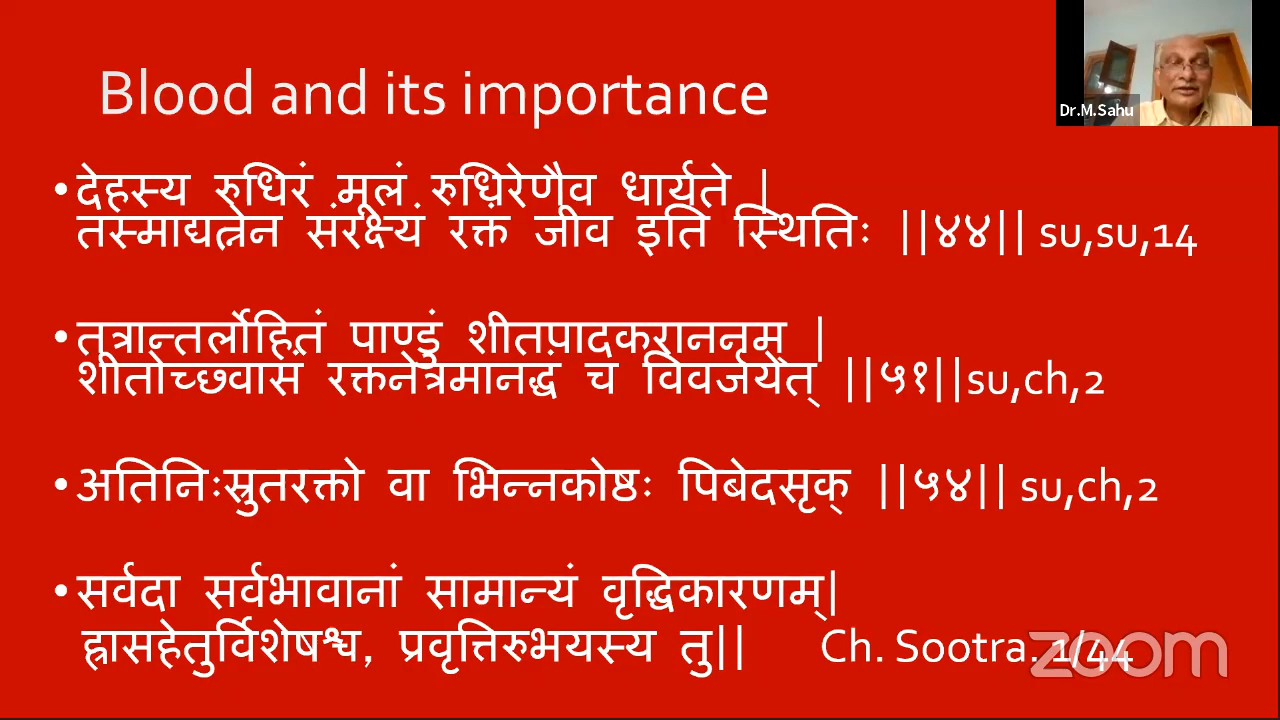 Blood and its importance
Dr.M.Sahu
•देहस्य रुधिरं मूलं रुधिरेणैव धार्यते |
तस्माद्यत्नेन संरक्ष्यं रक्तं जीव इति स्थितिः ||४४|| su,su,14
•तत्रान्तर्लोहितं पाण्डुं शीतपादकराननम् |
शीतोच्छ्वासं रक्तनेत्रमानद्धं च विवर्जयेत् ||५१||su,ch,2
•अतिनिःस्रुतरक्तो वा भिन्नकोष्ठः पिबेदसृक् ||५४|| su,ch,2
•सर्वदा सर्वभावानां सामान्यं वृद्धिकारणम्|
ह्रासहेतुर्विशेषश्च, प्रवृत्तिरुभयस्य तु|| Ch. Sootra. 1/44
zoom